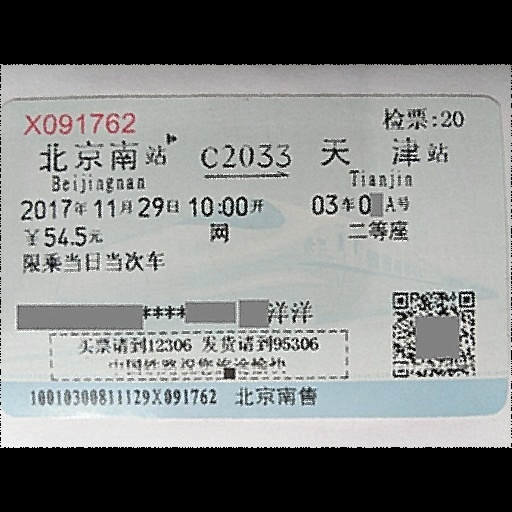 X091762 检票:20
北京南站 C2033 天津站
Beijingnan Tianjin
2017年11月29日10:00开 03车0 A号
￥54.5元 网 二等座
限乘当日当次车
**** 洋洋
买票请到12306 发货请到95306
中国铁路祝您旅途愉快
10010300811129X091762 北京南售